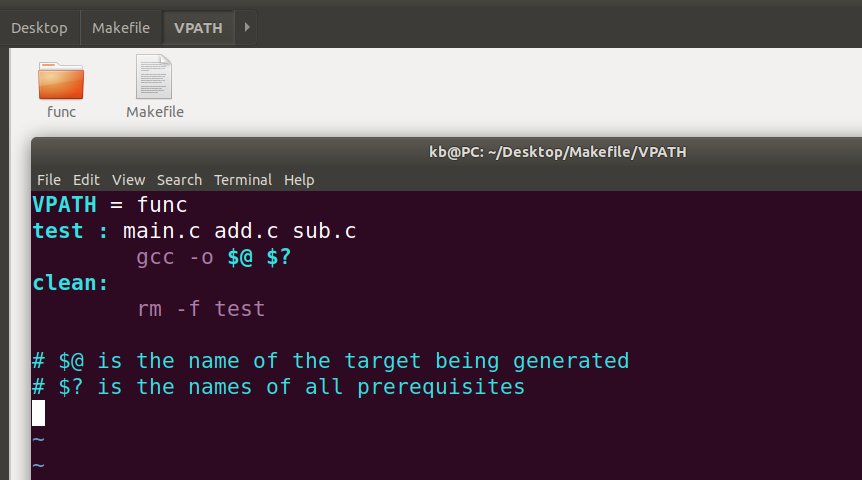 Desktop Makefile VPATH
func Makefile
kb@PC: ~/Desktop/Makefile/VPATH
File Edit View Search Terminal Help
VPATH = func
test : main.c add.c sub.c
        gcc -o $@ $?
clean:
        rm -f test
# $@ is the name of the target being generated
# $? is the names of all prerequisites
~
~